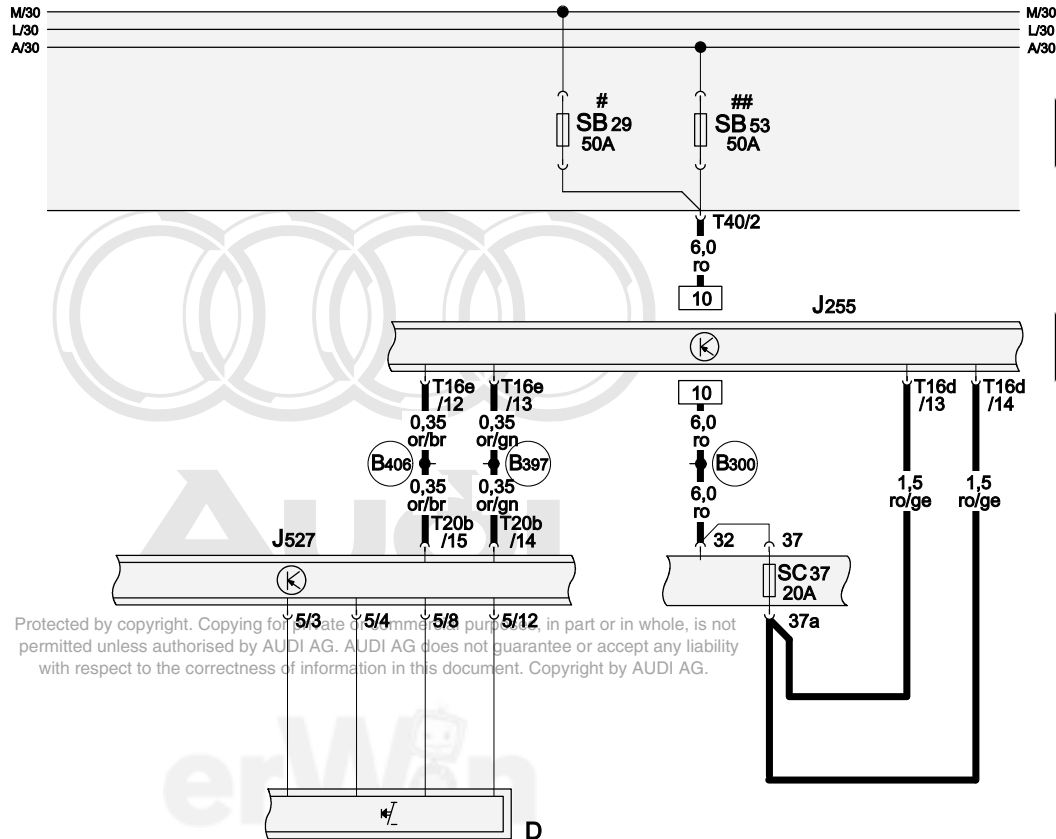 M/30 M/30
L/30 L/30
A/30 A/30
# ##
SB29 SB53
50A 50A
T40/2
6,0
ro
10
J255
T16e T16e 10 T16d T16d
/12 /13 /13 /14
0,35 0,35 6,0
or/br or/gn ro
B406 B397 B300
1,5 1,5
ro/ge ro/ge
0,35 0,35 6,0
or/br or/gn ro
T20b T20b
/15 /14
J527 32 37
SC37
20A
5/3 5/4 5/8 5/12 37a
Audi
Protected by copyright. Copying for private or commercial purposes, in part or in whole, is not
permitted unless authorised by AUDI AG. AUDI AG does not guarantee or accept any liability
with respect to the correctness of information in this document. Copyright by AUDI AG.
erWin
D